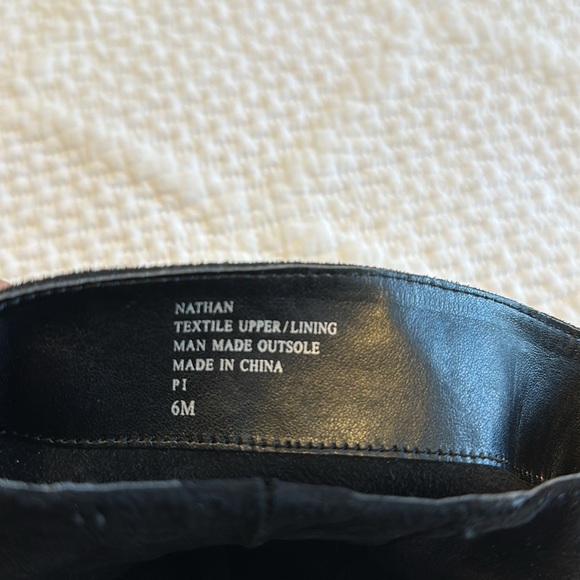 NATHAN
TEXTILE UPPER/LINING
MAN MADE OUTSOLE
MADE IN CHINA
PI
6M